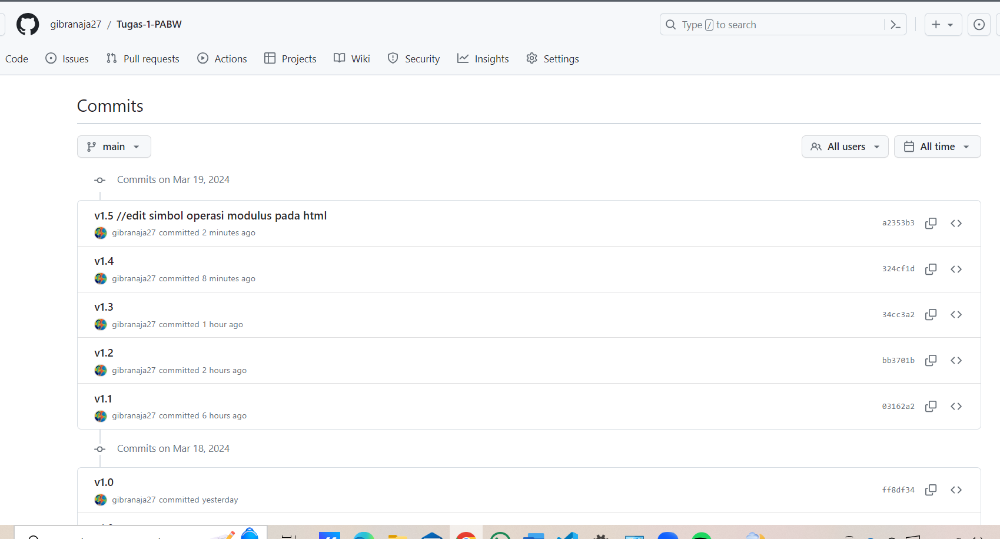 gibranaja27 / Tugas-1-PABW
Type / to search
Code Issues Pull requests Actions Projects Wiki Security Insights Settings
Commits
main
All users
All time
Commits on Mar 19, 2024
v1.5 //edit simbol operasi modulus pada html
gibranaja27 committed 2 minutes ago
a2353b3
v1.4
gibranaja27 committed 8 minutes ago
324cf1d
v1.3
gibranaja27 committed 1 hour ago
34cc3a2
v1.2
gibranaja27 committed 2 hours ago
bb3701b
v1.1
gibranaja27 committed 6 hours ago
03162a2
Commits on Mar 18, 2024
v1.0
gibranaja27 committed yesterday
ff8df34